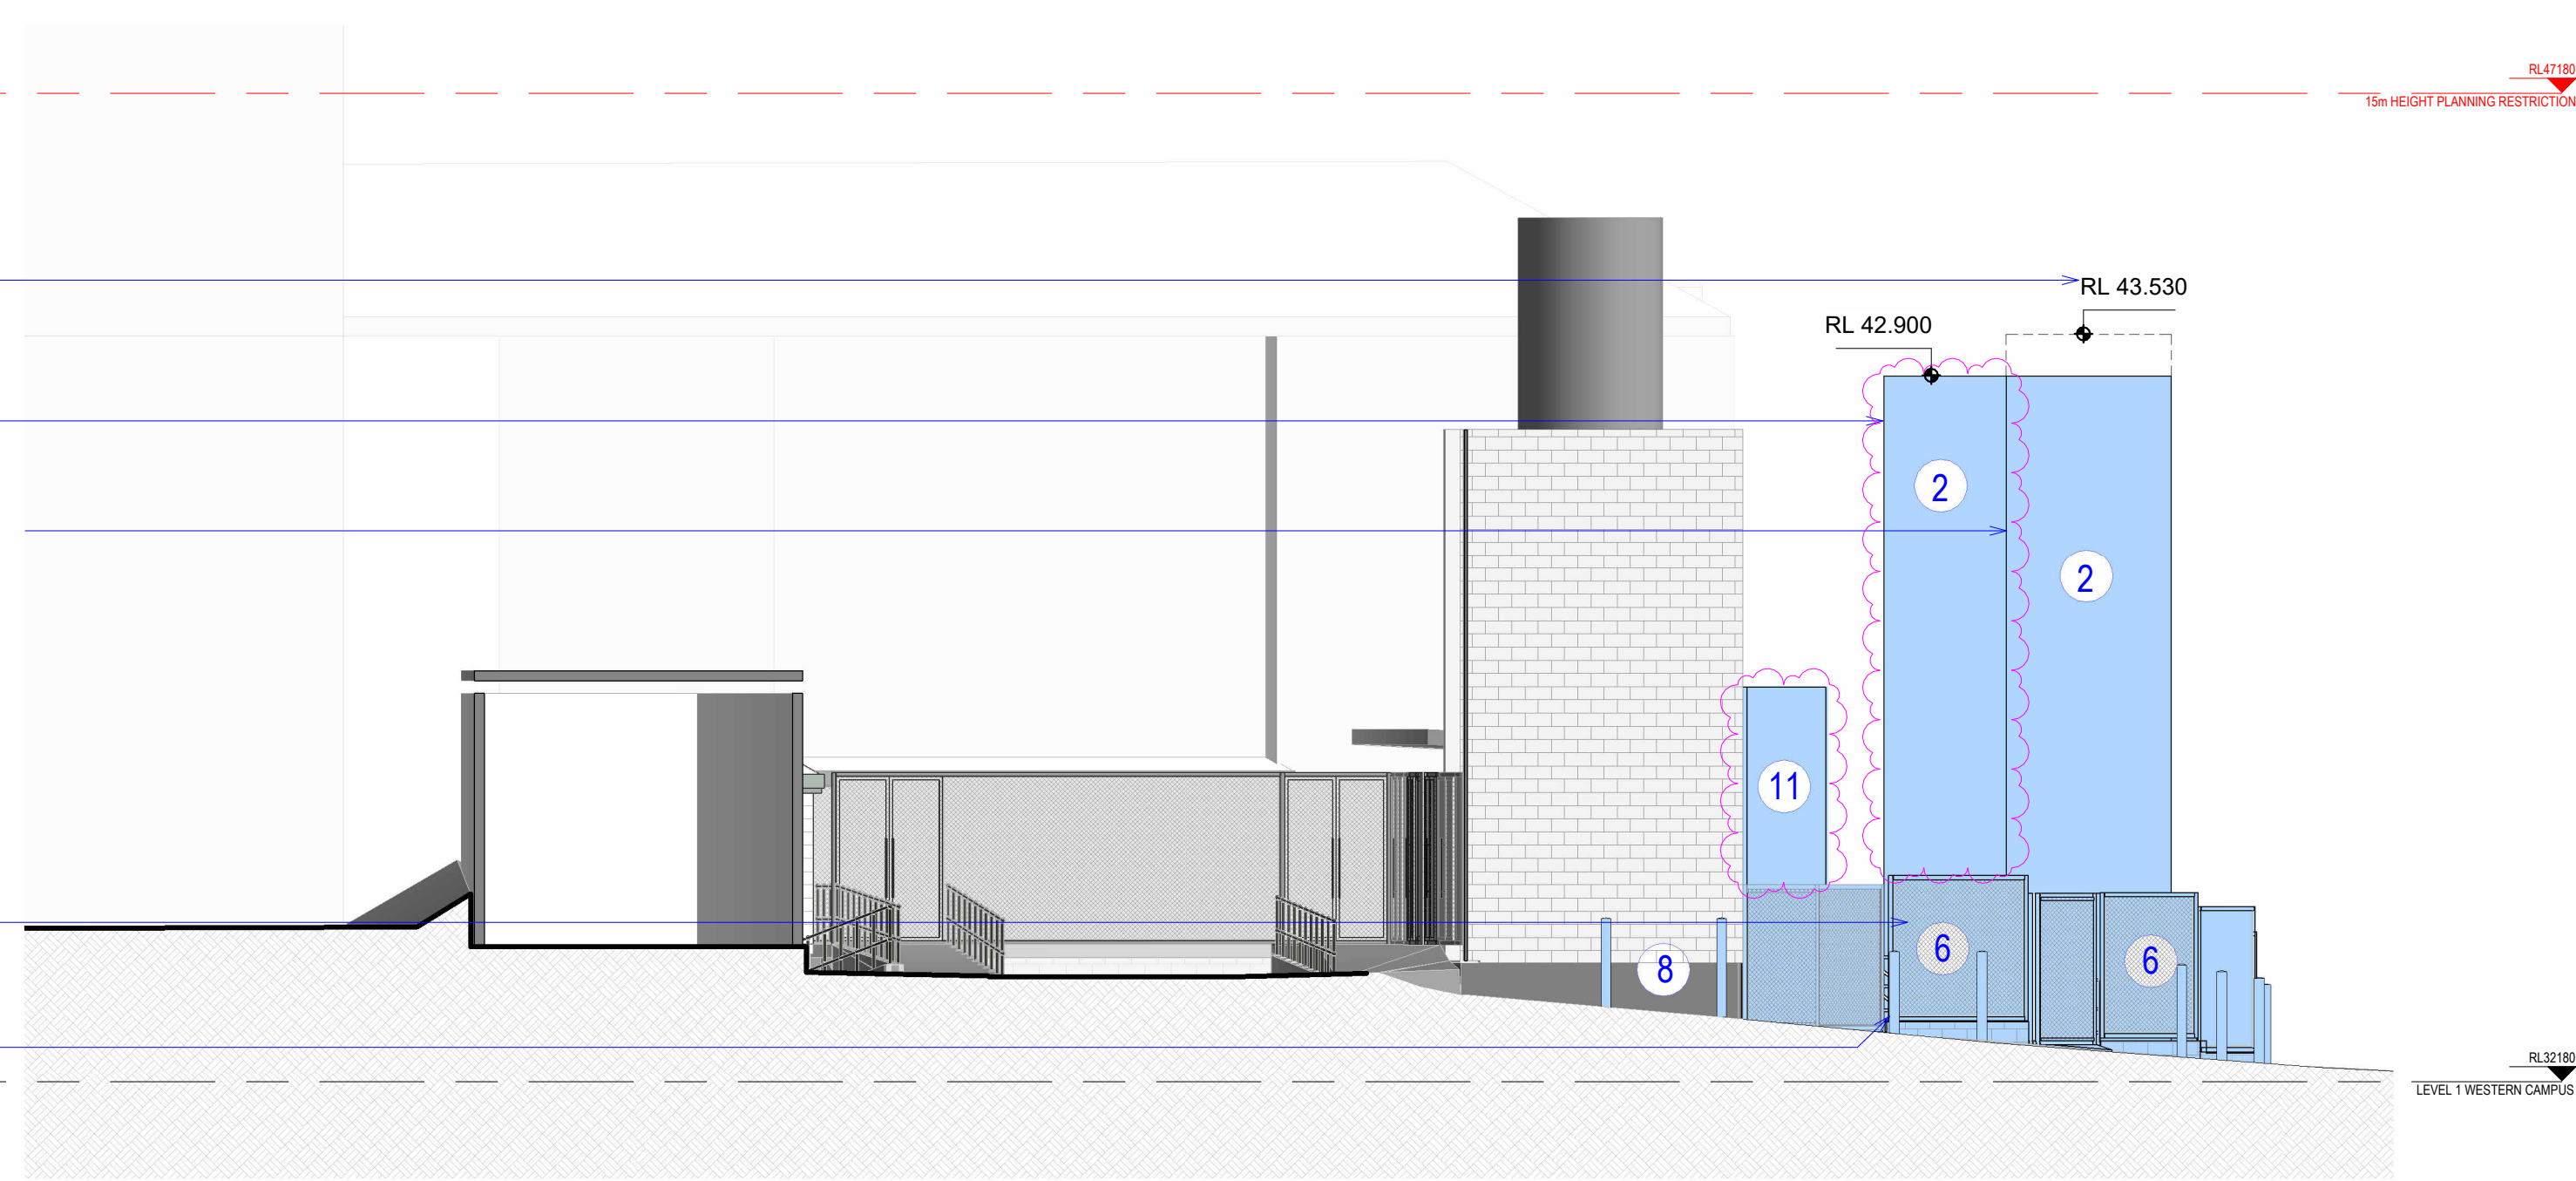 RL47180
15m HEIGHT PLANNING RESTRICTION
RL 43.530
RL 42.900
2
2
11
6
6
8
RL32180
LEVEL 1 WESTERN CAMPUS